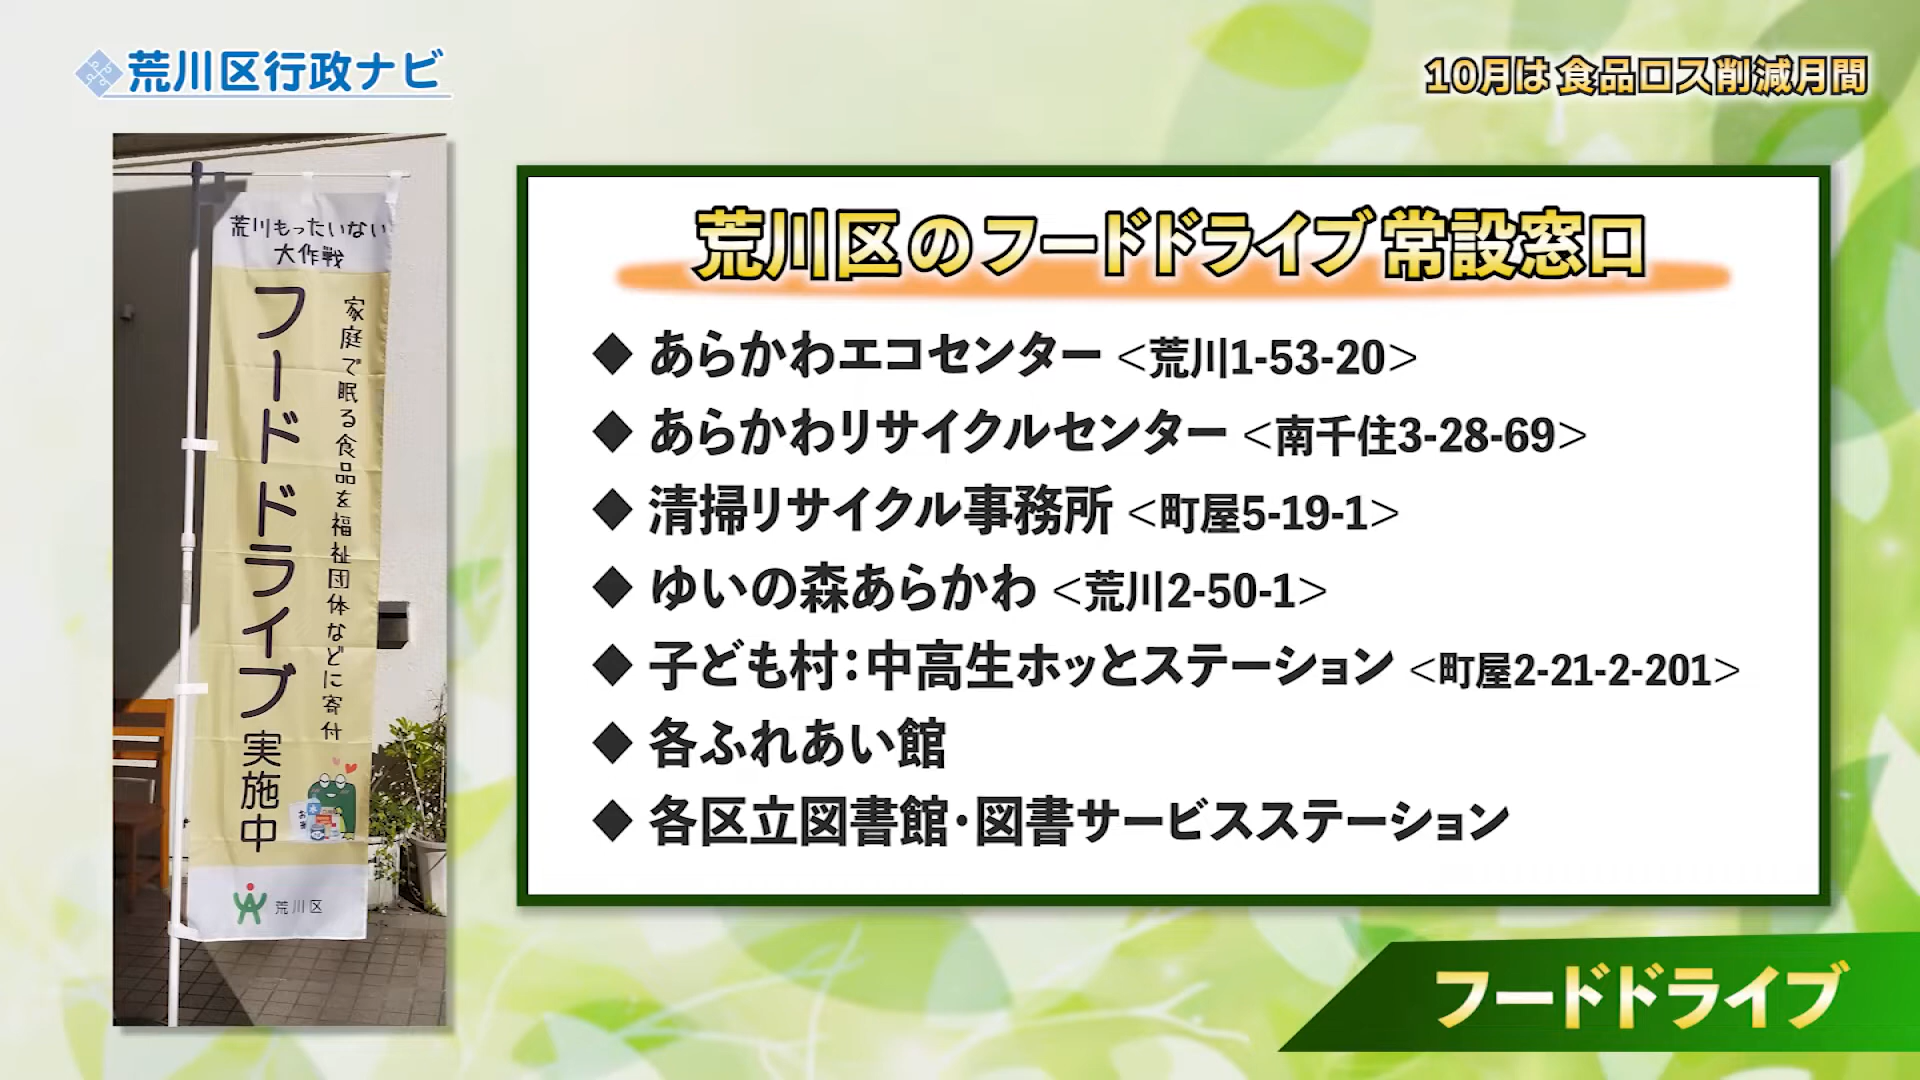 荒川区行政ナビ
10月は食品ロス削減月間
荒川もったいない
大作戦
フードドライブ実施中
家庭で眠る食品を福祉団体などに寄付
荒川区
荒川区のフードドライブ常設窓口
◆ あらかわエコセンター <荒川1-53-20>
◆ あらかわリサイクルセンター <南千住3-28-69>
◆ 清掃リサイクル事務所 <町屋5-19-1>
◆ ゆいの森あらかわ <荒川2-50-1>
◆ 子ども村：中高生ホッとステーション <町屋2-21-2-201>
◆ 各ふれあい館
◆ 各区立図書館・図書サービスステーション
フードドライブ